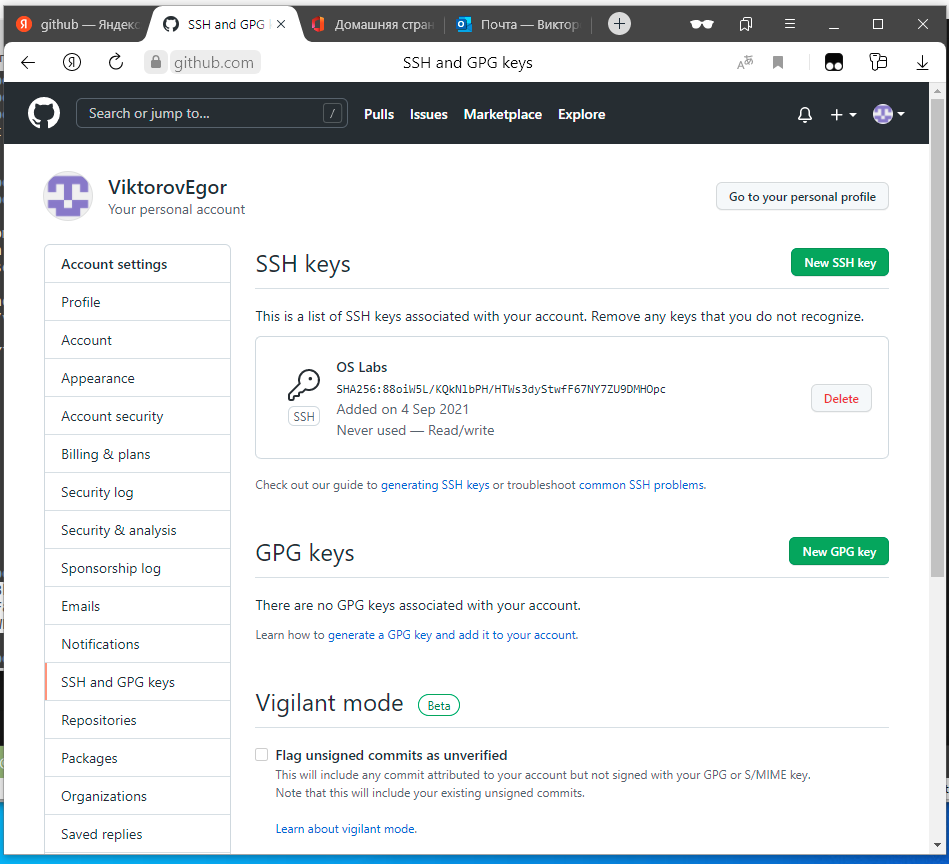 github — Яндекс
SSH and GPG
Домашняя стран
Почта — Виктор
github.com
SSH and GPG keys
Search or jump to...
/
Pulls
Issues
Marketplace
Explore
ViktorovEgor
Your personal account
Go to your personal profile
Account settings
Profile
Account
Appearance
Account security
Billing & plans
Security log
Security & analysis
Sponsorship log
Emails
Notifications
SSH and GPG keys
Repositories
Packages
Organizations
Saved replies
SSH keys
New SSH key
This is a list of SSH keys associated with your account. Remove any keys that you do not recognize.
OS Labs
SHA256:88oiW5L/KQkNlbPH/HTWs3dyStwfF67NY7ZU9DMHOpc
Added on 4 Sep 2021
Never used — Read/write
SSH
Delete
Check out our guide to generating SSH keys or troubleshoot common SSH problems.
GPG keys
New GPG key
There are no GPG keys associated with your account.
Learn how to generate a GPG key and add it to your account.
Vigilant mode
Beta
Flag unsigned commits as unverified
This will include any commit attributed to your account but not signed with your GPG or S/MIME key.
Note that this will include your existing unsigned commits.
Learn about vigilant mode.